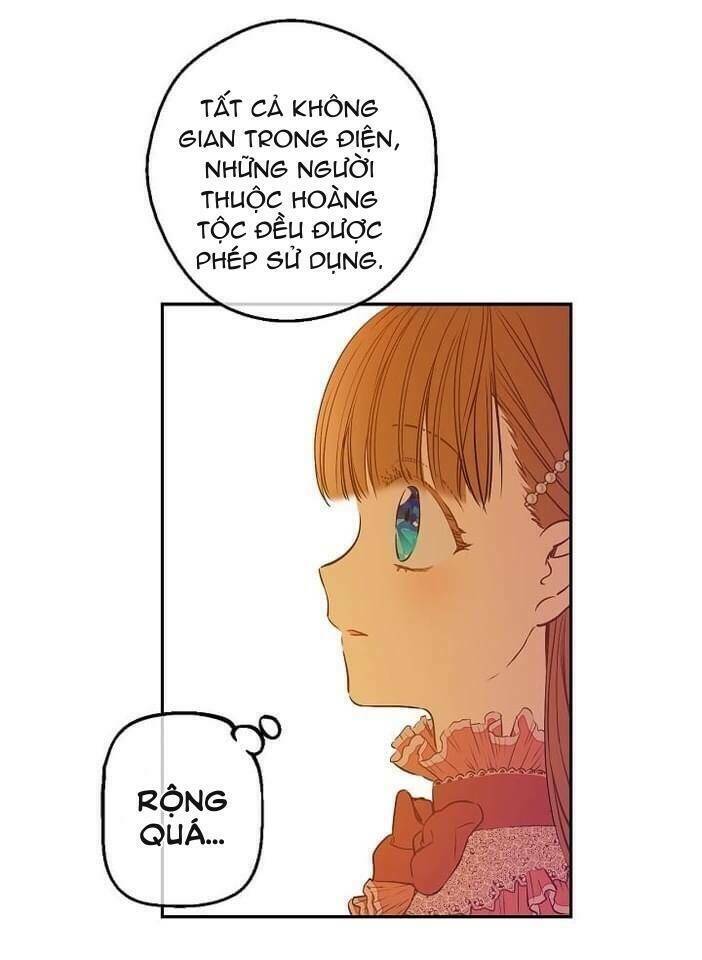 TẤT CẢ KHÔNG
GIAN TRONG ĐIỆN,
NHỮNG NGƯỜI
THUỘC HOÀNG
TỘC ĐỀU ĐƯỢC
PHÉP SỬ DỤNG.
RỘNG
QUÁ...